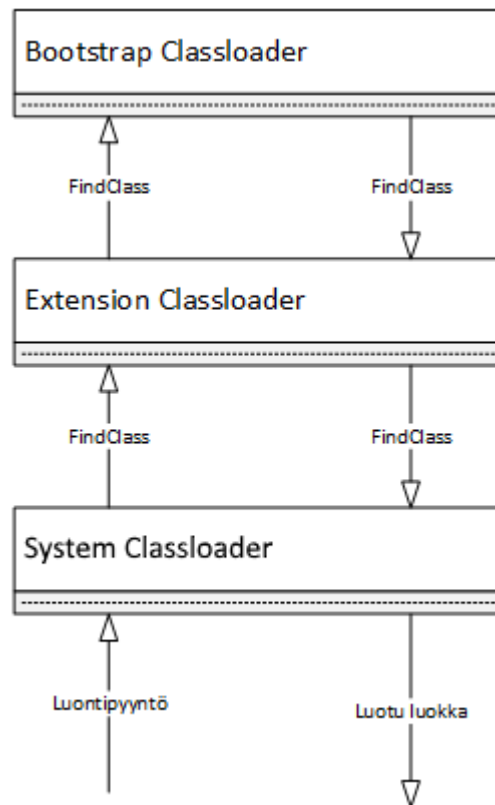 Bootstrap Classloader
FindClass FindClass
Extension Classloader
FindClass FindClass
System Classloader
Luontipyyntö Luotu luokka